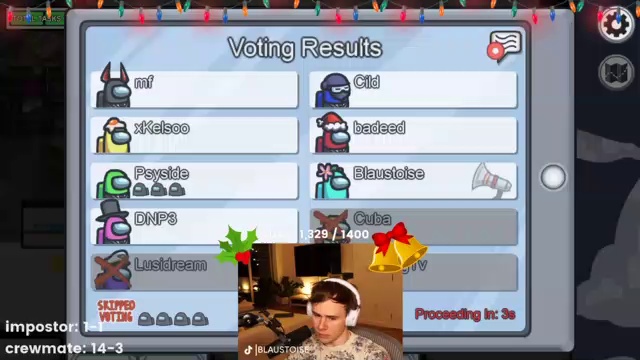 TOTAL TASKS
Voting Results
mf
Cild
xKelsoo
badeed
Psyside
Blaustoise
DNP3
Cuba
1,329 / 1400
Lusidream
gTv
SKIPPED
VOTING
Proceeding In: 3s
impostor: 1-1
crewmate: 14-3
BLAUSTOISE